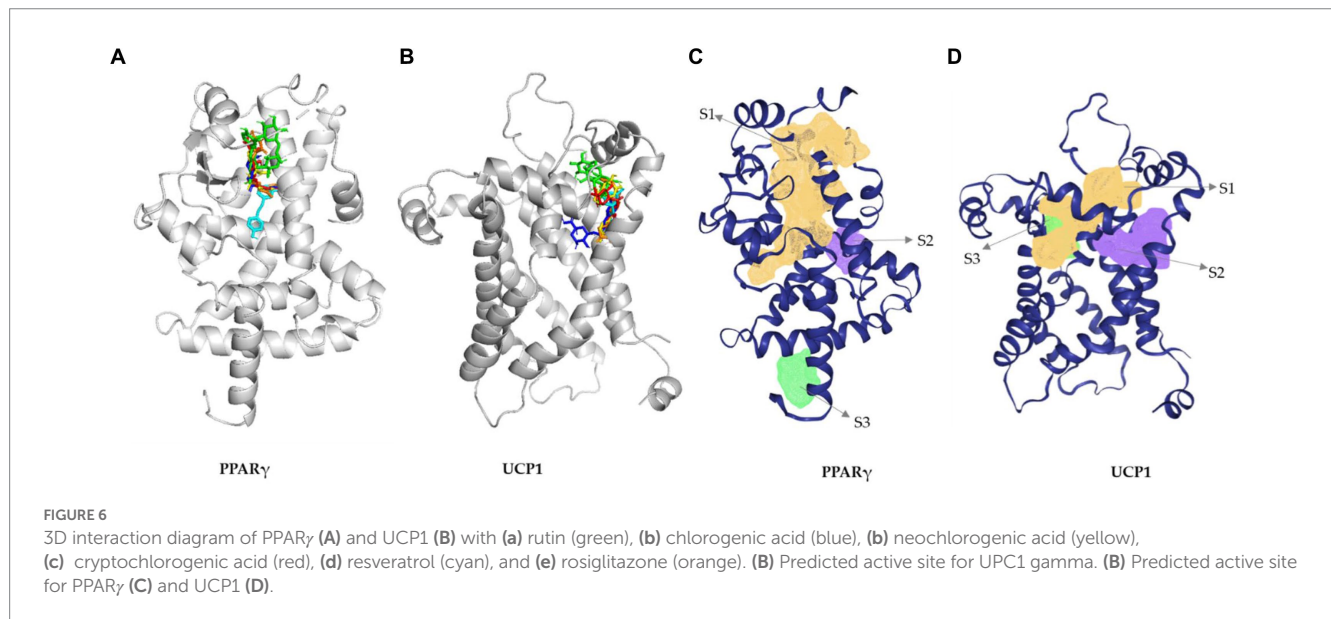 A
B
C
D
S1
S2
S3
S1
S2
S3
PPARγ
UCP1
PPARγ
UCP1
FIGURE 6
3D interaction diagram of PPARγ (A) and UCP1 (B) with (a) rutin (green), (b) chlorogenic acid (blue), (b) neochlorogenic acid (yellow),
(c) cryptochlorogenic acid (red), (d) resveratrol (cyan), and (e) rosiglitazone (orange). (B) Predicted active site for UPC1 gamma. (B) Predicted active site
for PPARγ (C) and UCP1 (D).